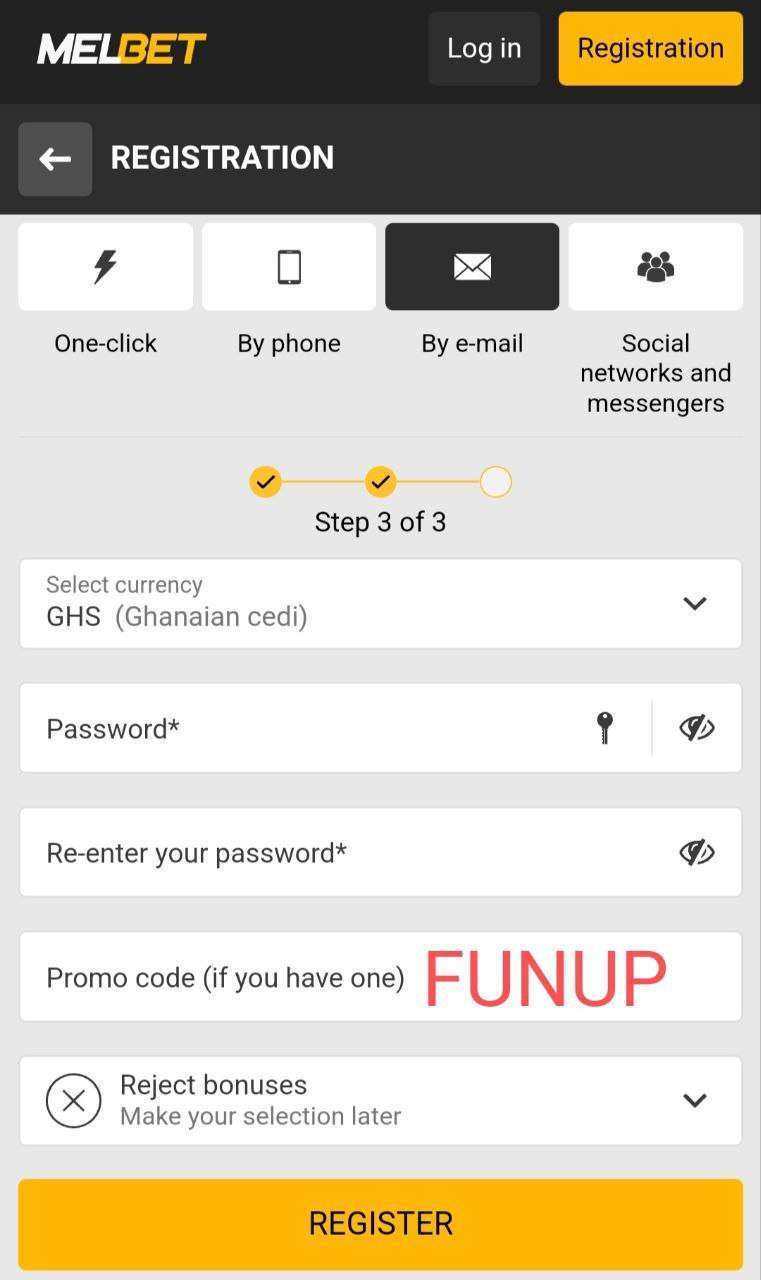 MELBET
Log in
Registration
REGISTRATION
One-click
By phone
By e-mail
Social
networks and
messengers
Step 3 of 3
Select currency
GHS (Ghanaian cedi)
Password*
Re-enter your password*
Promo code (if you have one) FUNUP
Reject bonuses
Make your selection later
REGISTER